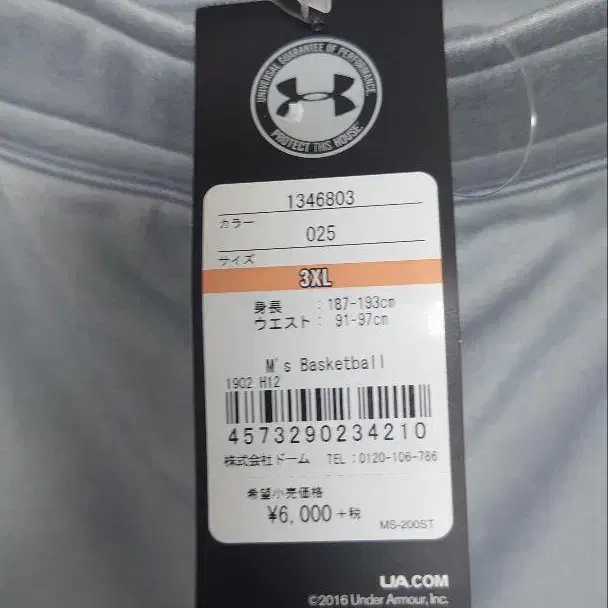 UNIVERSAL GUARANTEE OF PERFORMANCE
PROTECT THIS HOUSE
1346803
カラー
025
サイズ
3XL
身長 : 187-193cm
ウエスト : 91-97cm
M's Basketball
1902 H12
4573290234210
株式会社ドーム TEL:0120-106-786
希望小売価格
¥6,000+税
MS-200ST
UA.COM
©2016 Under Armour, Inc.